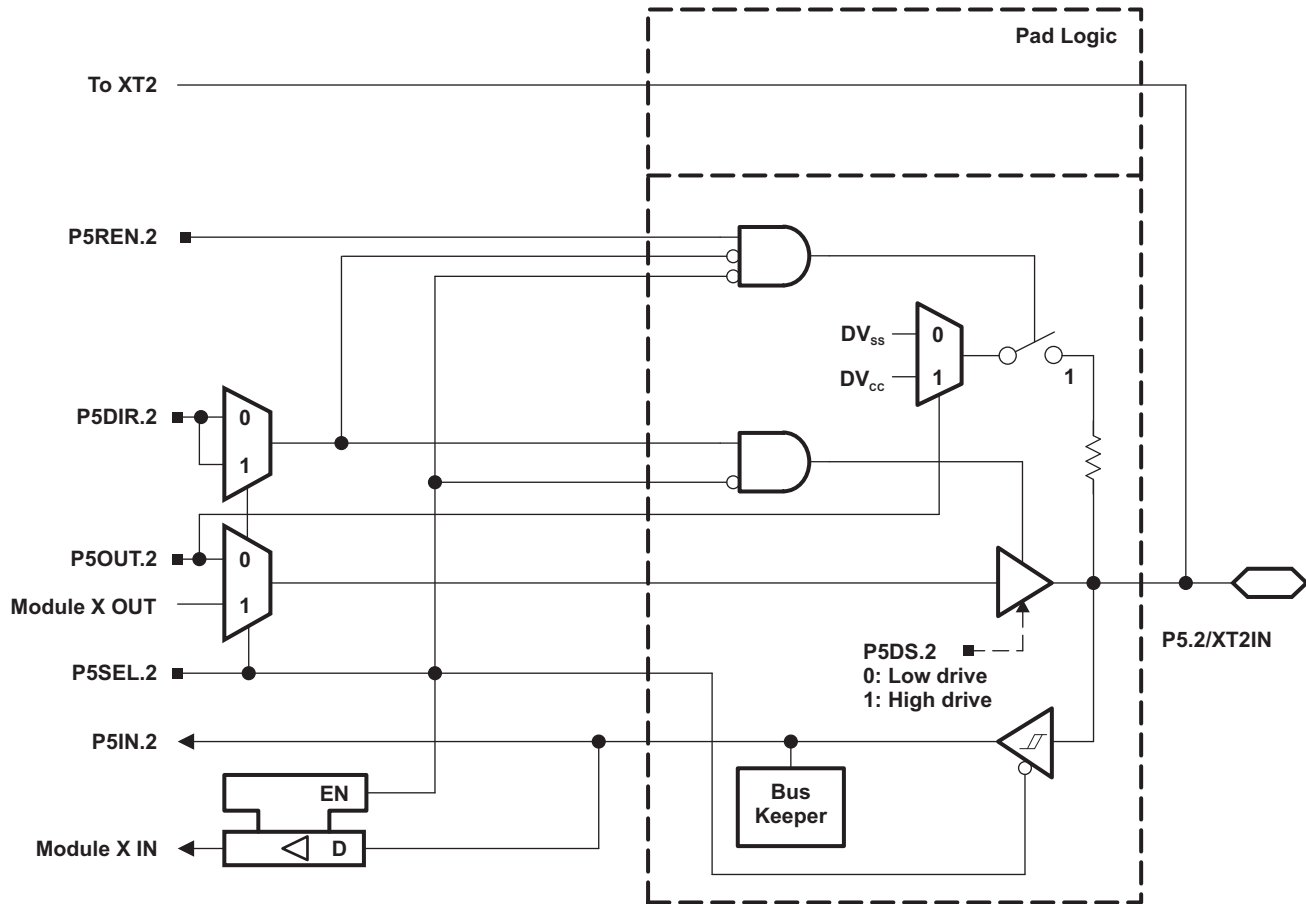 Pad Logic
To XT2
P5REN.2
DVSS
0
DVCC
1
1
P5DIR.2
0
1
P5OUT.2
0
Module X OUT
1
P5.2/XT2IN
P5DS.2
0: Low drive
1: High drive
P5SEL.2
P5IN.2
EN
Bus
Keeper
Module X IN
D